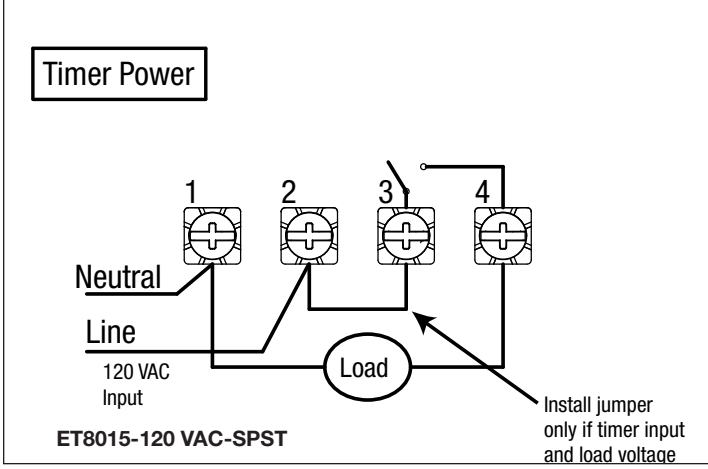 Timer Power
1 2 3 4
Neutral
Line
120 VAC
Input
Load
Install jumper
only if timer input
and load voltage
ET8015-120 VAC-SPST